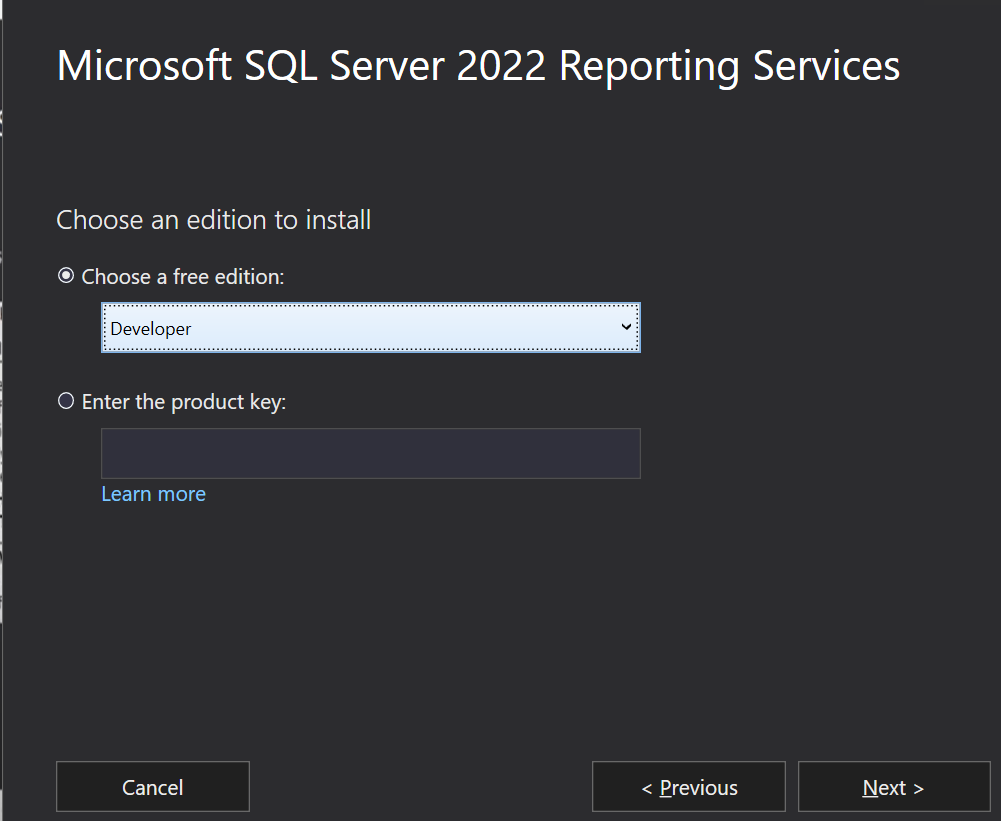 Microsoft SQL Server 2022 Reporting Services
Choose an edition to install
Choose a free edition:
Developer
Enter the product key:
Learn more
Cancel
< Previous
Next >